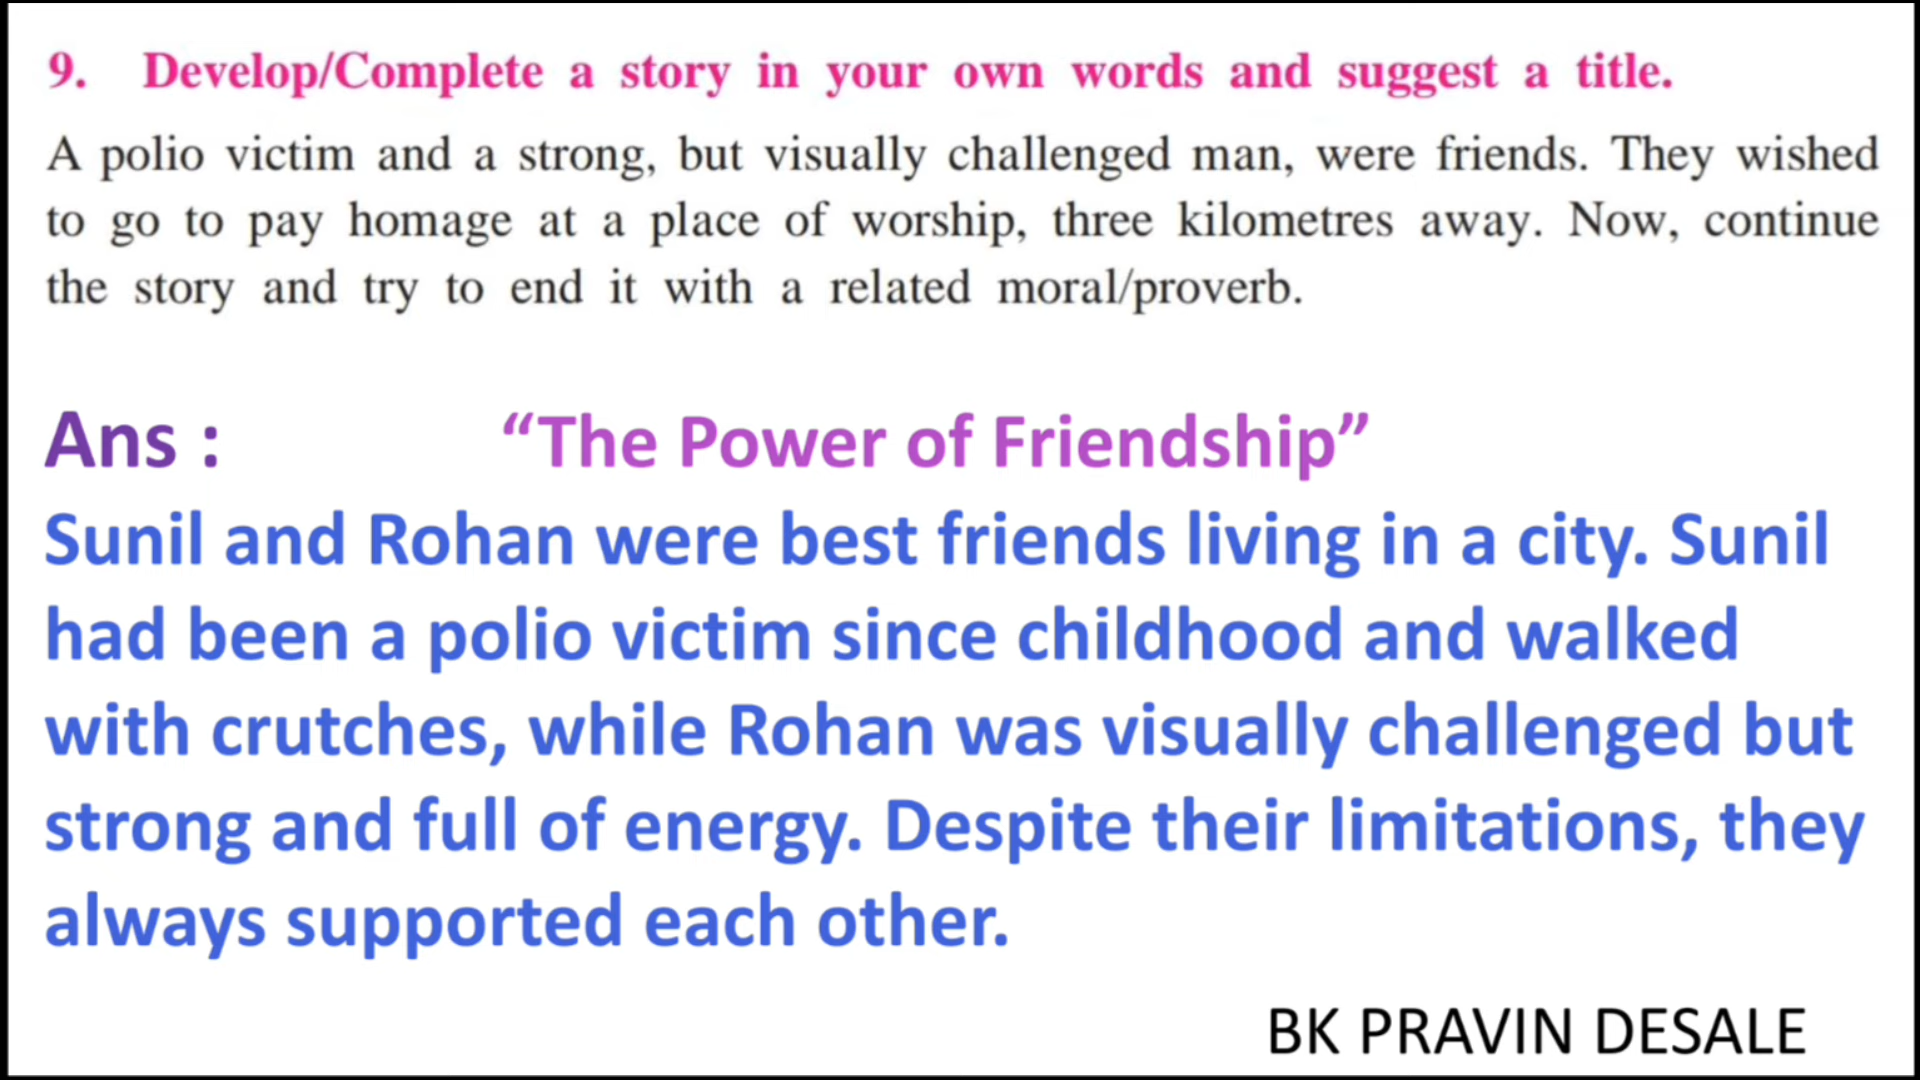 9. Develop/Complete a story in your own words and suggest a title.
A polio victim and a strong, but visually challenged man, were friends. They wished
to go to pay homage at a place of worship, three kilometres away. Now, continue
the story and try to end it with a related moral/proverb.
Ans : “The Power of Friendship”
Sunil and Rohan were best friends living in a city. Sunil
had been a polio victim since childhood and walked
with crutches, while Rohan was visually challenged but
strong and full of energy. Despite their limitations, they
always supported each other.
BK PRAVIN DESALE